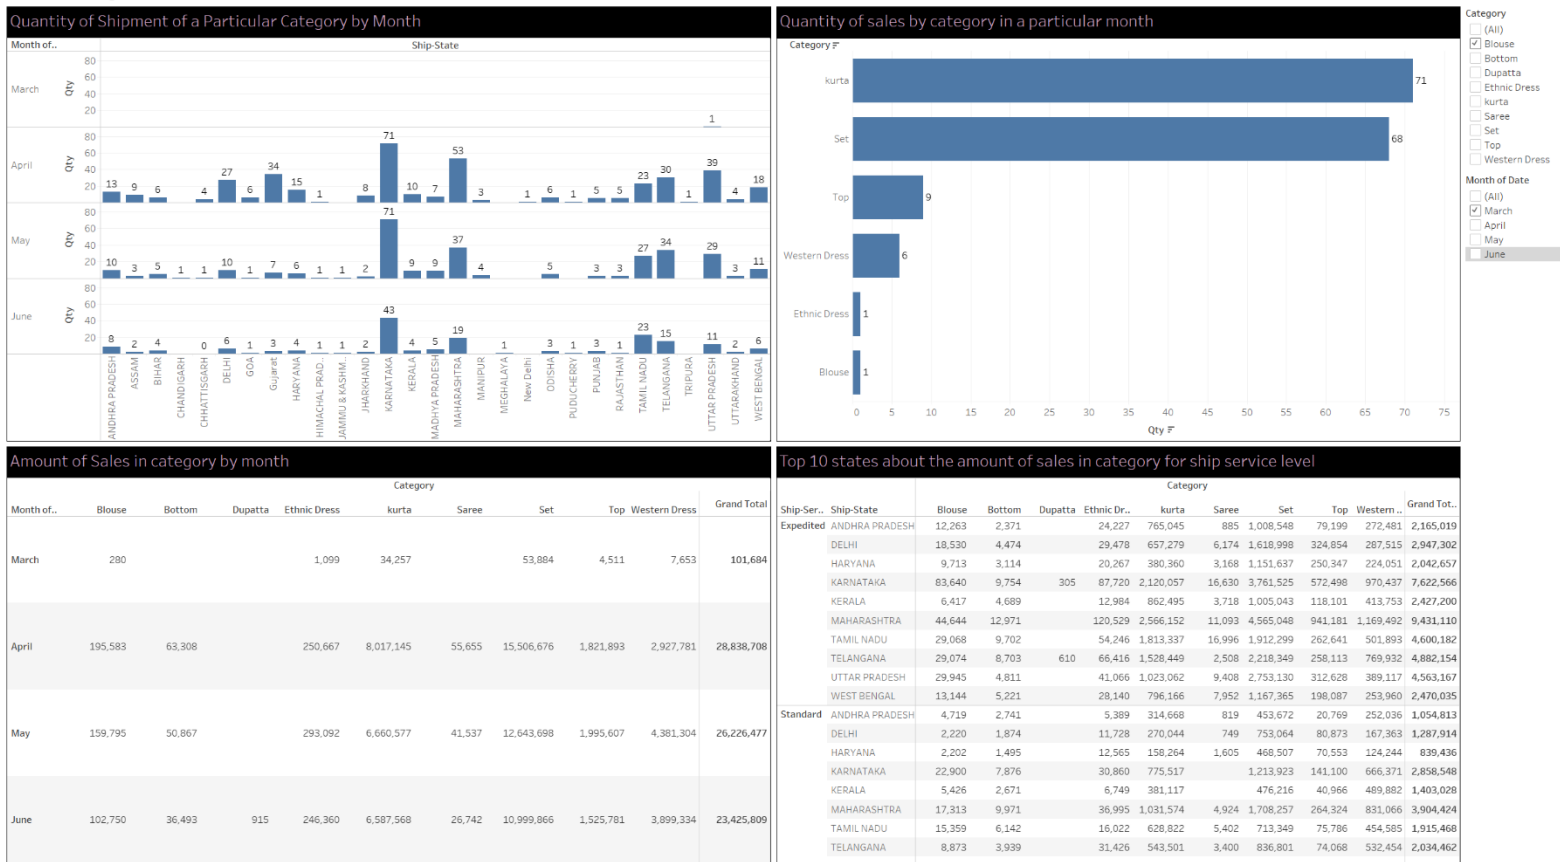 Quantity of Shipment of a Particular Category by Month
Month of..
Ship-State
March
Qty
80
60
40
20
1
April
Qty
80
60
40
20
13 9 6 4 27 6 34 15 1 8 71 10 7 53 3 1 6 1 5 5 23 30 1 39 4 18
May
Qty
80
60
40
20
10 3 5 1 1 10 1 7 6 1 1 2 71 9 9 37 4 5 3 3 27 34 29 3 11
June
Qty
80
60
40
20
8 2 4 0 6 1 3 4 1 1 2 43 4 5 19 1 3 1 3 1 23 15 11 2 6
ANDHRA PRADESH
ASSAM
BIHAR
CHANDIGARH
CHHATTISGARH
DELHI
GOA
Gujarat
HARYANA
HIMACHAL PRAD..
JAMMU & KASHM..
JHARKHAND
KARNATAKA
KERALA
MADHYA PRADESH
MAHARASHTRA
MANIPUR
MEGHALAYA
New Delhi
ODISHA
PUDUCHERRY
PUNJAB
RAJASTHAN
TAMIL NADU
TELANGANA
TRIPURA
UTTAR PRADESH
UTTARAKHAND
WEST BENGAL
Quantity of sales by category in a particular month
Category
kurta 71
Set 68
Top 9
Western Dress 6
Ethnic Dress 1
Blouse 1
0 5 10 15 20 25 30 35 40 45 50 55 60 65 70 75
Qty
Category
(All)
Blouse
Bottom
Dupatta
Ethnic Dress
kurta
Saree
Set
Top
Western Dress
Month of Date
(All)
March
April
May
June
Amount of Sales in category by month
Category
Month of.. Blouse Bottom Dupatta Ethnic Dress kurta Saree Set Top Western Dress Grand Total
March 280 1,099 34,257 53,884 4,511 7,653 101,684
April 195,583 63,308 250,667 8,017,145 55,655 15,506,676 1,821,893 2,927,781 28,838,708
May 159,795 50,867 293,092 6,660,577 41,537 12,643,698 1,995,607 4,381,304 26,226,477
June 102,750 36,493 915 246,360 6,587,568 26,742 10,999,866 1,525,781 3,899,334 23,425,809
Top 10 states about the amount of sales in category for ship service level
Category
Ship-Ser.. Ship-State Blouse Bottom Dupatta Ethnic Dr.. kurta Saree Set Top Western .. Grand Tot..
Expedited ANDHRA PRADESH 12,263 2,371 24,227 765,045 885 1,008,548 79,199 272,481 2,165,019
DELHI 18,530 4,474 29,478 657,279 6,174 1,618,998 324,854 287,515 2,947,302
HARYANA 9,713 3,114 20,267 380,360 3,168 1,151,637 250,347 224,051 2,042,657
KARNATAKA 83,640 9,754 305 87,720 2,120,057 16,630 3,761,525 572,498 970,437 7,622,566
KERALA 6,417 4,689 12,984 862,495 3,718 1,005,043 118,101 413,753 2,427,200
MAHARASHTRA 44,644 12,971 120,529 2,566,152 11,093 4,565,048 941,181 1,169,492 9,431,110
TAMIL NADU 29,068 9,702 54,246 1,813,337 16,996 1,912,299 262,641 501,893 4,600,182
TELANGANA 29,074 8,703 610 66,416 1,528,449 2,508 2,218,349 258,113 769,932 4,882,154
UTTAR PRADESH 29,945 4,811 41,066 1,023,062 9,408 2,753,130 312,628 389,117 4,563,167
WEST BENGAL 13,144 5,221 28,140 796,166 7,952 1,167,365 198,087 253,960 2,470,035
Standard ANDHRA PRADESH 4,719 2,741 5,389 314,668 819 453,672 20,769 252,036 1,054,813
DELHI 2,220 1,874 11,728 270,044 749 753,064 80,873 167,363 1,287,914
HARYANA 2,202 1,495 12,565 158,264 1,605 468,507 70,553 124,244 839,436
KARNATAKA 22,900 7,876 30,860 775,517 1,213,923 141,100 666,371 2,858,548
KERALA 5,426 2,671 6,749 381,117 476,216 40,966 489,882 1,403,028
MAHARASHTRA 17,313 9,971 36,995 1,031,574 4,924 1,708,257 264,324 831,066 3,904,424
TAMIL NADU 15,359 6,142 16,022 628,822 5,402 713,349 75,786 454,585 1,915,468
TELANGANA 8,873 3,939 31,426 543,501 3,400 836,801 74,068 532,454 2,034,462